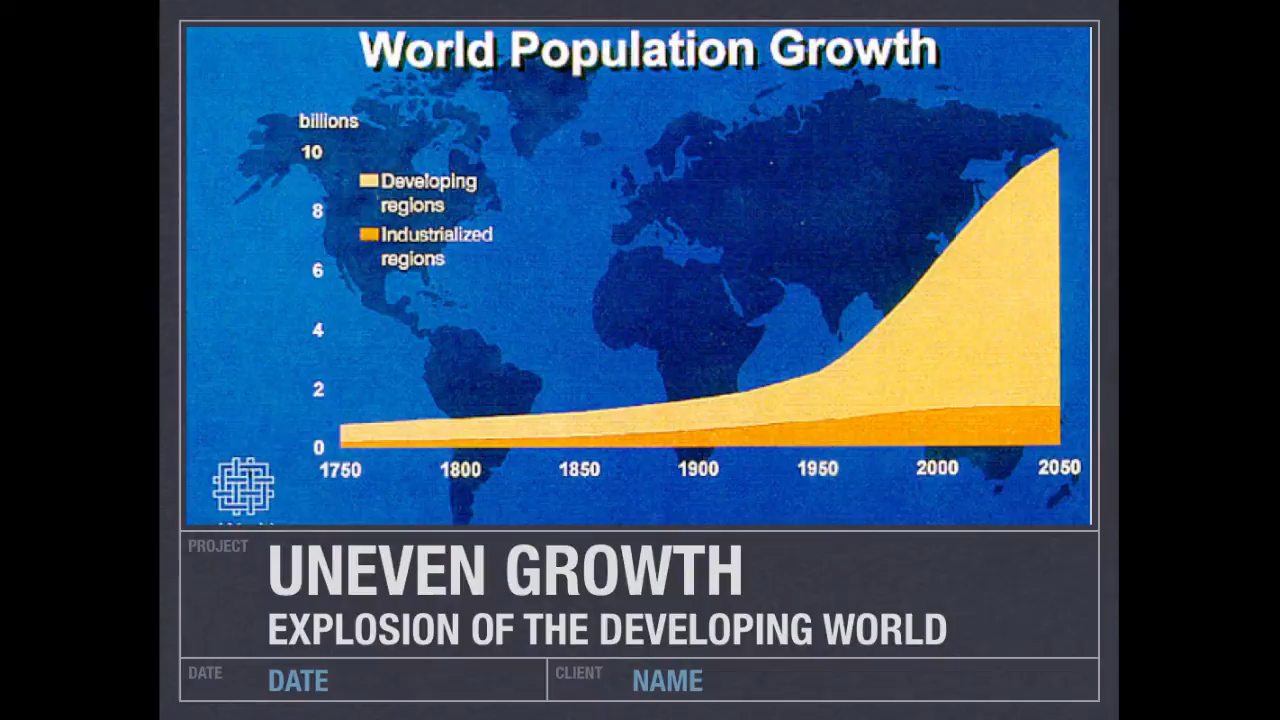 World Population Growth
billions
10
Developing
regions
8
Industrialized
regions
6
4
2
0
1750 1800 1850 1900 1950 2000 2050
PROJECT
UNEVEN GROWTH
EXPLOSION OF THE DEVELOPING WORLD
DATE
DATE
CLIENT
NAME